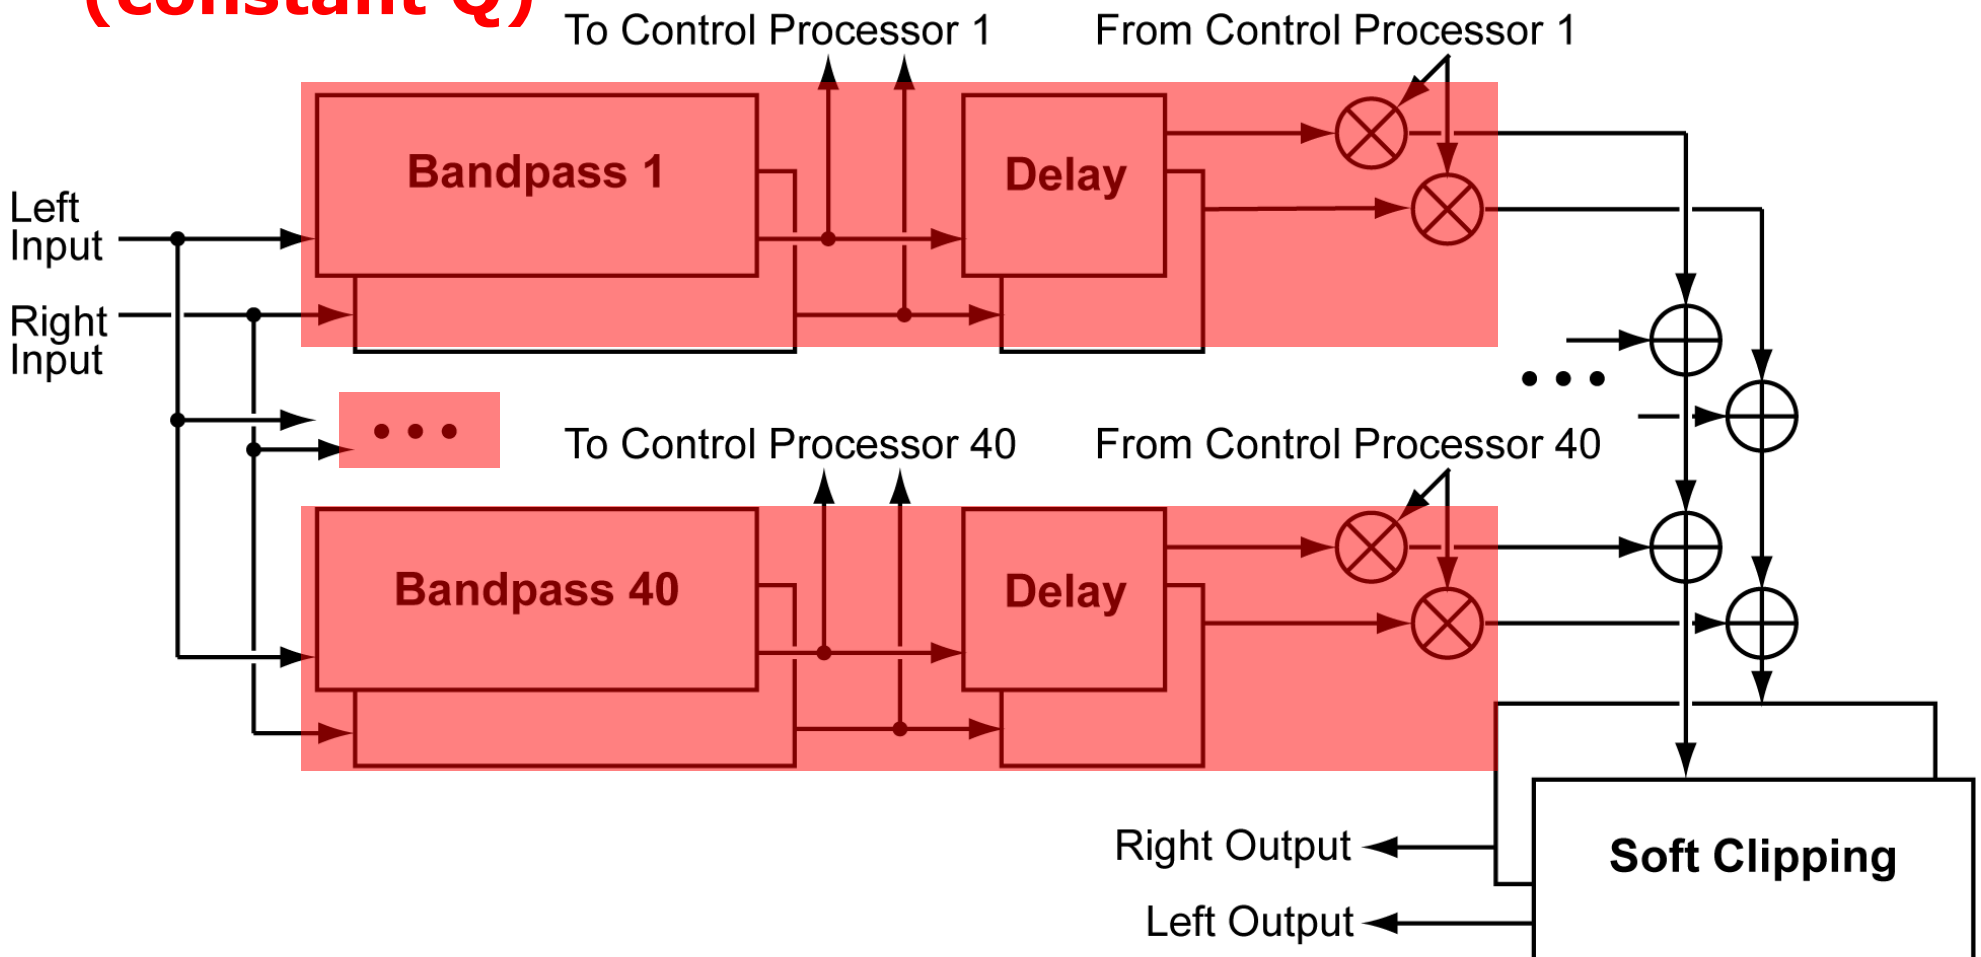 (constant Q)
To Control Processor 1
From Control Processor 1
Bandpass 1
Delay
Left
Input
Right
Input
To Control Processor 40
From Control Processor 40
Bandpass 40
Delay
Right Output
Soft Clipping
Left Output